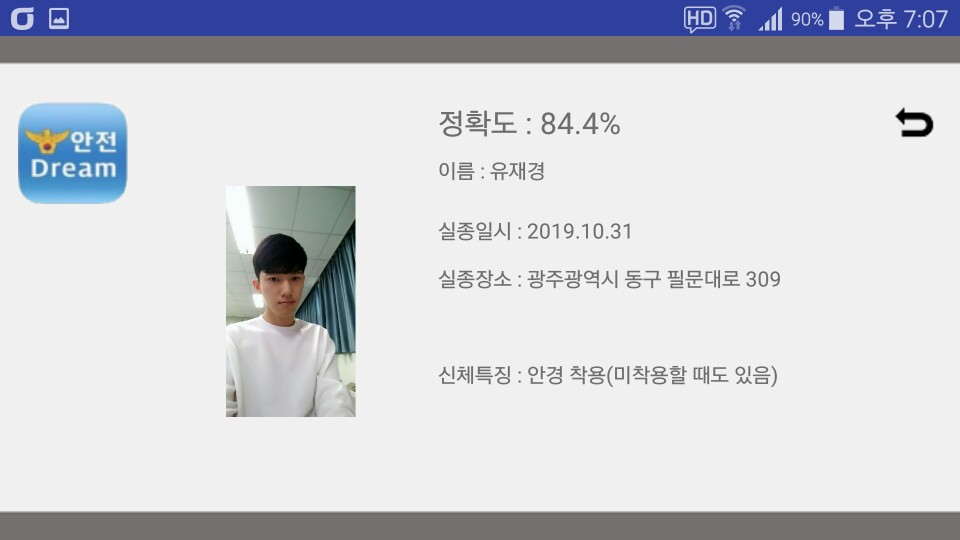 HD 90% 오후 7:07
안전
Dream
정확도 : 84.4%
이름 : 유재경
실종일시 : 2019.10.31
실종장소 : 광주광역시 동구 필문대로 309
신체특징 : 안경 착용(미착용할 때도 있음)